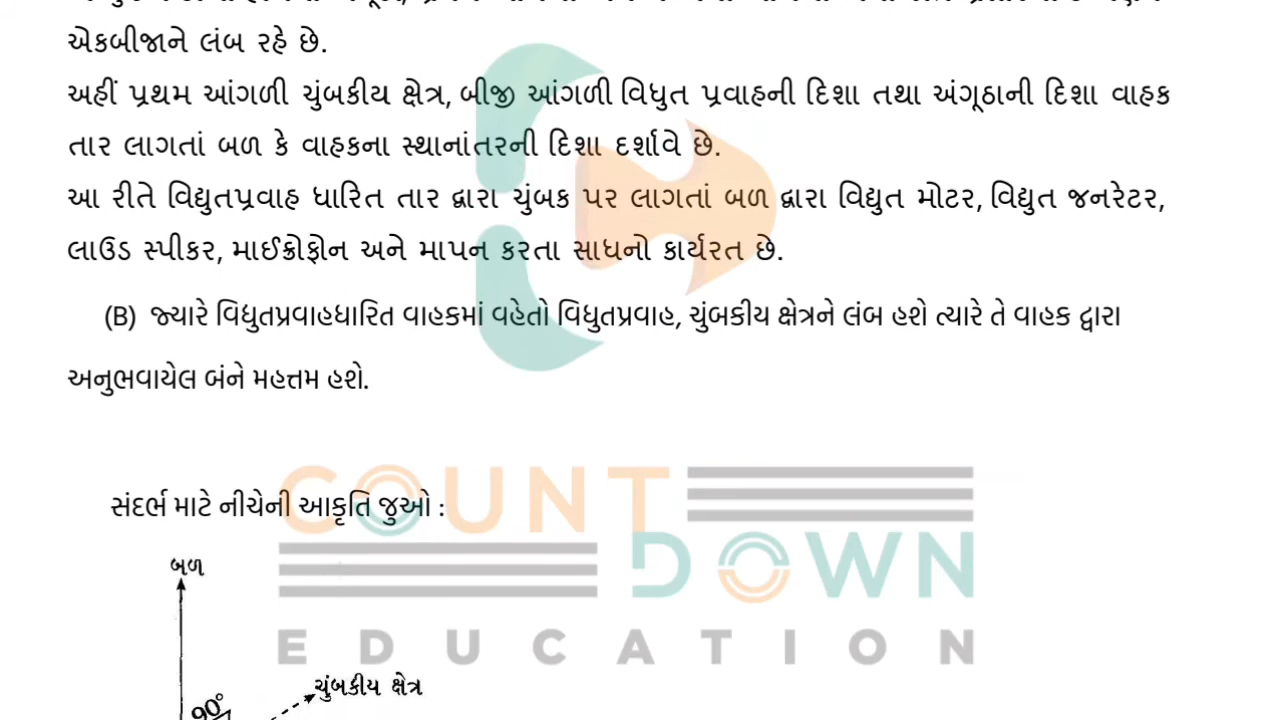 એકબીજાને લંબ રહે છે.
અહીં પ્રથમ આંગળી ચુંબકીય ક્ષેત્ર, બીજી આંગળી વિધુત પ્રવાહની દિશા તથા અંગૂઠાની દિશા વાહક
તાર લાગતાં બળ કે વાહકના સ્થાનાંતરની દિશા દર્શાવે છે.
આ રીતે વિદ્યુતપ્રવાહ ધારિત તાર દ્વારા ચુંબક પર લાગતાં બળ દ્વારા વિદ્યુત મોટર, વિદ્યુત જનરેટર,
લાઉડ સ્પીકર, માઈક્રોફોન અને માપન કરતા સાધનો કાર્યરત છે.
(B) જ્યારે વિદ્યુતપ્રવાહધારિત વાહકમાં વહેતો વિધુતપ્રવાહ, ચુંબકીય ક્ષેત્રને લંબ હશે ત્યારે તે વાહક દ્વારા
અનુભવાયેલ બંને મહત્તમ હશે.
સંદર્ભ માટે નીચેની આકૃતિ જુઓ :
COUNT
DOWN
EDUCATION
બળ
ચુંબકીય ક્ષેત્ર
90°